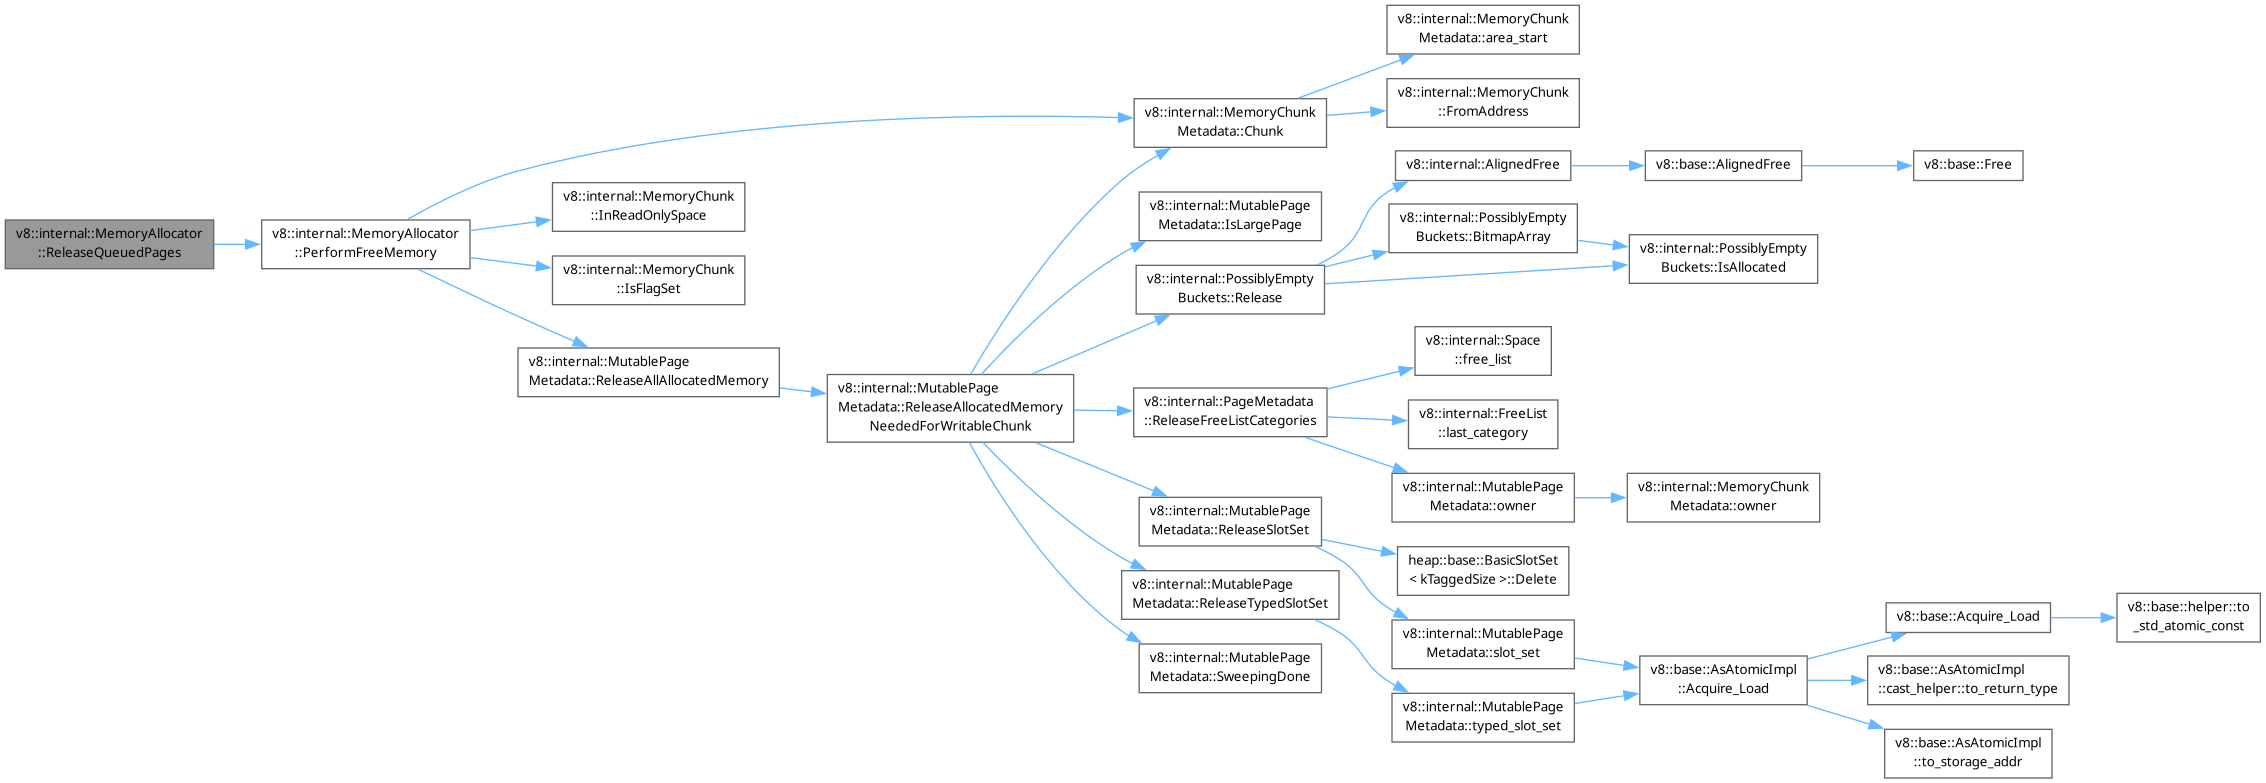 v8::internal::MemoryAllocator
::ReleaseQueuedPages
v8::internal::MemoryAllocator
::PerformFreeMemory
v8::internal::MemoryChunk
::InReadOnlySpace
v8::internal::MemoryChunk
::IsFlagSet
v8::internal::MutablePage
Metadata::ReleaseAllAllocatedMemory
v8::internal::MutablePage
Metadata::ReleaseAllocatedMemory
NeededForWritableChunk
v8::internal::MemoryChunk
Metadata::Chunk
v8::internal::MutablePage
Metadata::IsLargePage
v8::internal::PossiblyEmpty
Buckets::Release
v8::internal::PageMetadata
::ReleaseFreeListCategories
v8::internal::MutablePage
Metadata::ReleaseSlotSet
v8::internal::MutablePage
Metadata::ReleaseTypedSlotSet
v8::internal::MutablePage
Metadata::SweepingDone
v8::internal::MemoryChunk
Metadata::area_start
v8::internal::MemoryChunk
::FromAddress
v8::internal::AlignedFree
v8::internal::PossiblyEmpty
Buckets::BitmapArray
v8::internal::Space
::free_list
v8::internal::FreeList
::last_category
v8::internal::MutablePage
Metadata::owner
heap::base::BasicSlotSet
< kTaggedSize >::Delete
v8::internal::MutablePage
Metadata::slot_set
v8::internal::MutablePage
Metadata::typed_slot_set
v8::base::AlignedFree
v8::internal::PossiblyEmpty
Buckets::IsAllocated
v8::internal::MemoryChunk
Metadata::owner
v8::base::AsAtomicImpl
::Acquire_Load
v8::base::Free
v8::base::Acquire_Load
v8::base::AsAtomicImpl
::cast_helper::to_return_type
v8::base::AsAtomicImpl
::to_storage_addr
v8::base::helper::to
_std_atomic_const